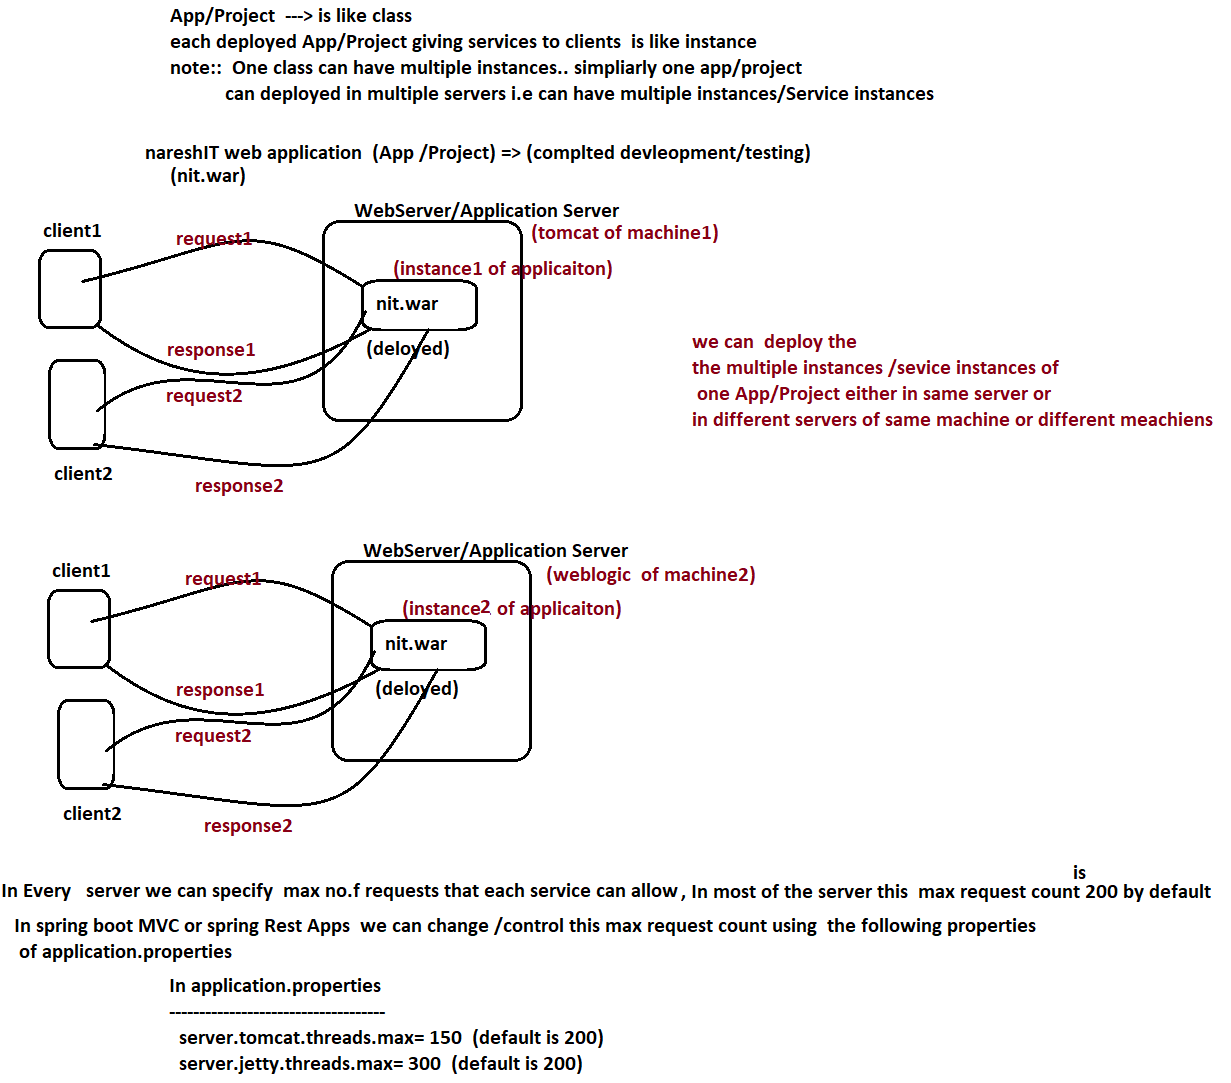 App/Project ---> is like class
each deployed App/Project giving services to clients is like instance
note:: One class can have multiple instances.. simpliarly one app/project
can deployed in multiple servers i.e can have multiple instances/Service instances
nareshIT web application (App /Project) => (complted devleopment/testing)
(nit.war)
WebServer/Application Server
(tomcat of machine1)
client1
request1
(instance1 of applicaiton)
nit.war
(deloyed)
response1
request2
client2
response2
we can deploy the
the multiple instances /sevice instances of
one App/Project either in same server or
in different servers of same machine or different meachiens
WebServer/Application Server
(weblogic of machine2)
client1
request1
(instance2 of applicaiton)
nit.war
(deloyed)
response1
request2
client2
response2
is
In Every server we can specify max no.f requests that each service can allow, In most of the server this max request count 200 by default
In spring boot MVC or spring Rest Apps we can change /control this max request count using the following properties
of application.properties
In application.properties
------------------------------------
server.tomcat.threads.max= 150 (default is 200)
server.jetty.threads.max= 300 (default is 200)